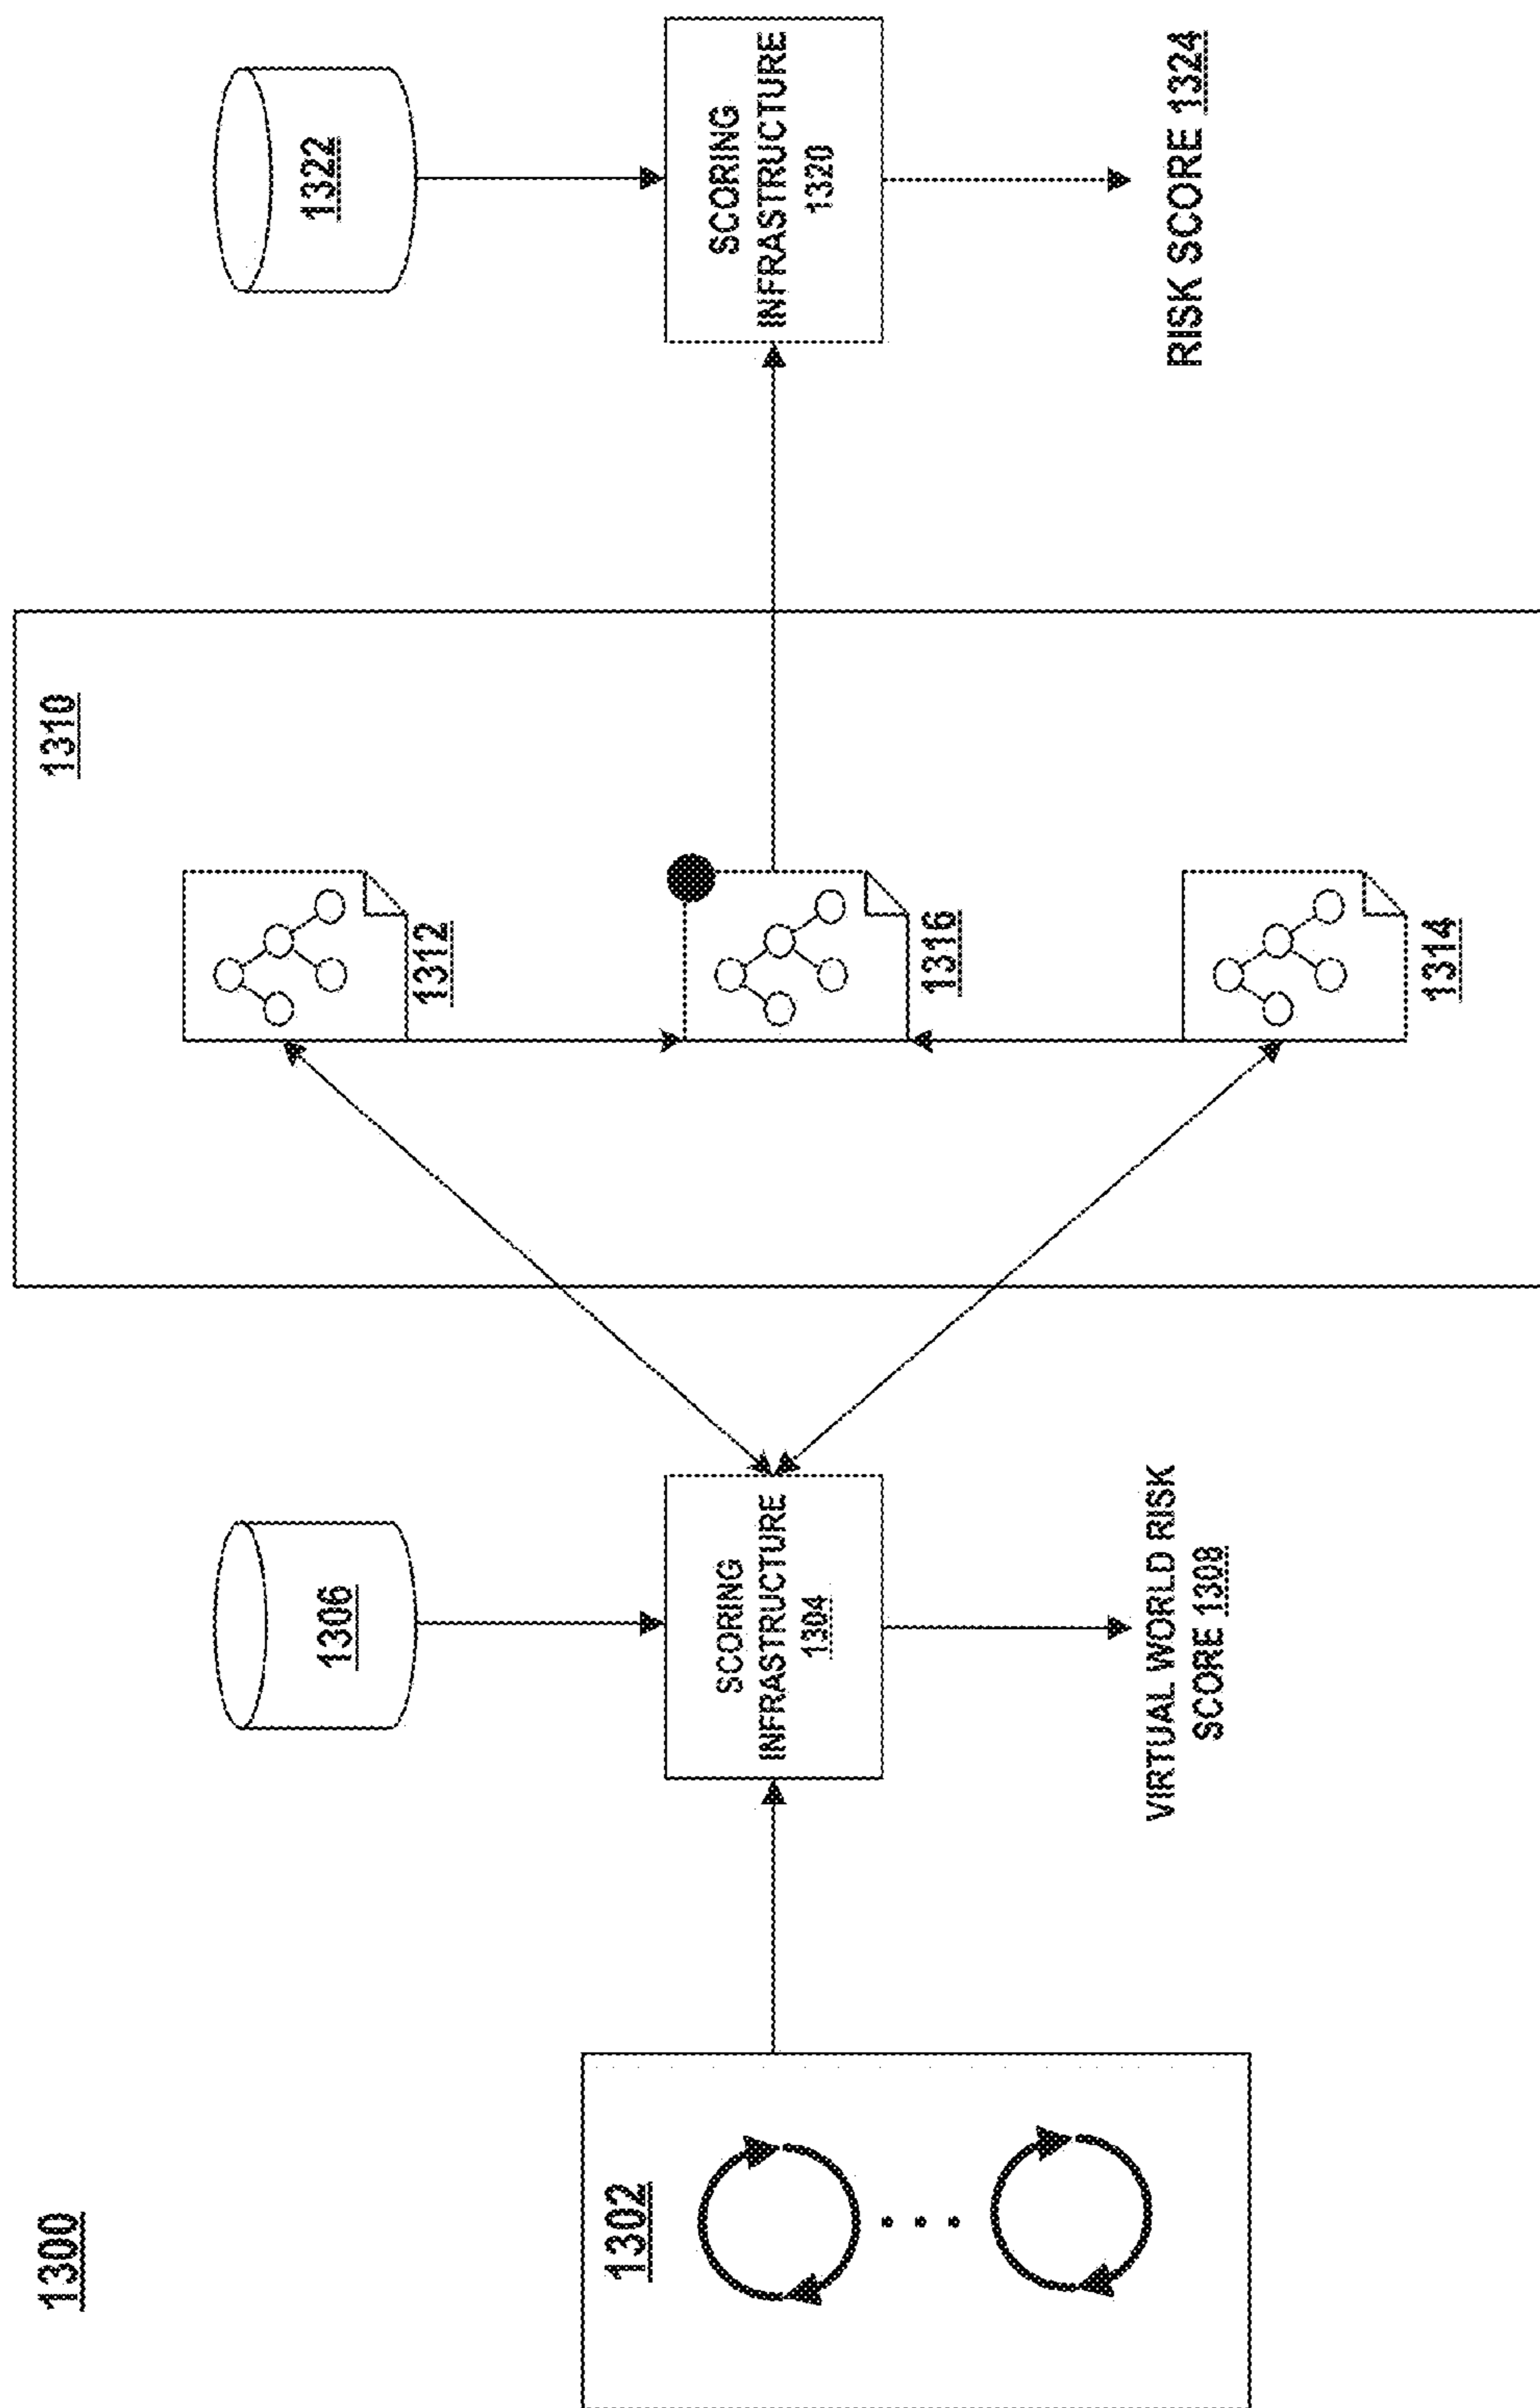 1300
1302
1306
SCORING
INFRASTRUCTURE
1304
VIRTUAL WORLD RISK
SCORE 1308
1310
1312
1316
1314
1322
SCORING
INFRASTRUCTURE
1320
RISK SCORE 1324